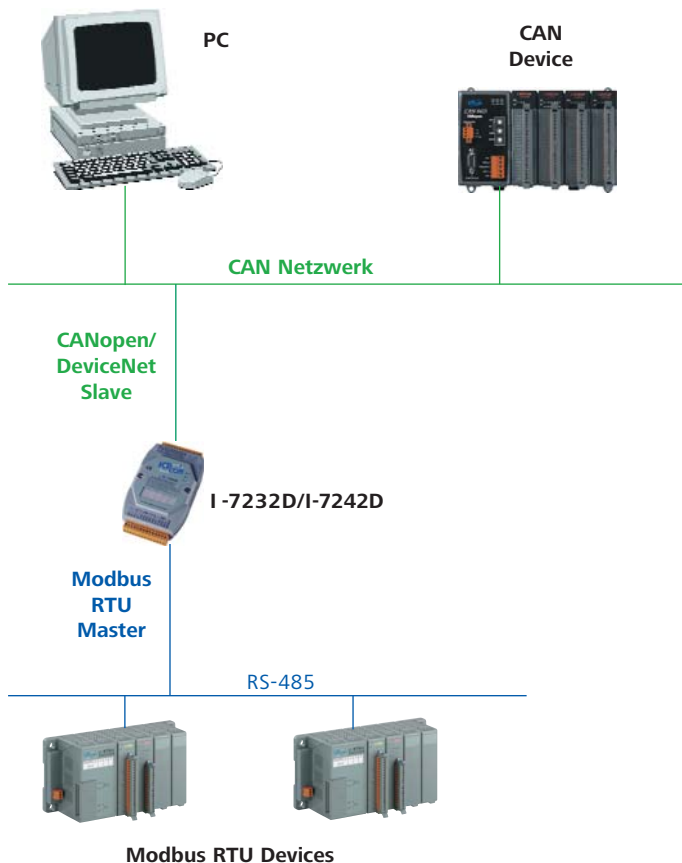 PC
CAN
Device
CAN Netzwerk
CANopen/
DeviceNet
Slave
I -7232D/I-7242D
Modbus
RTU
Master
RS-485
Modbus RTU Devices